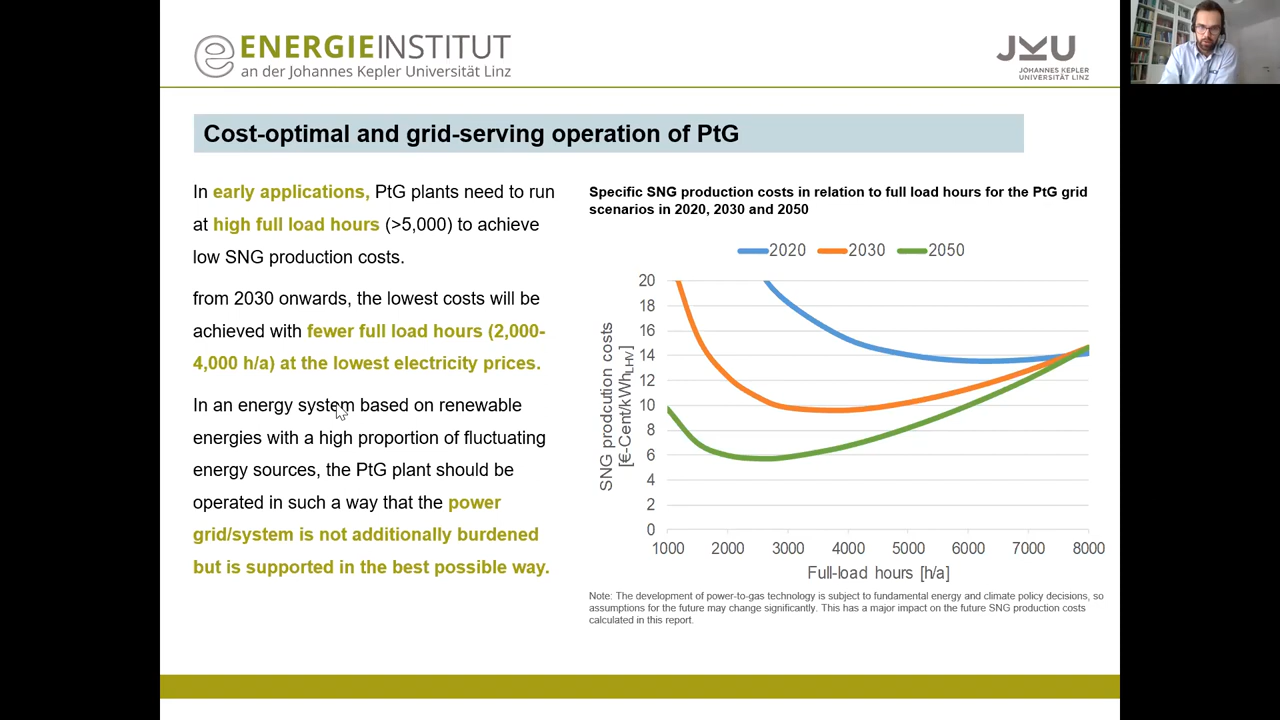 ENERGIEINSTITUT
an der Johannes Kepler Universität Linz
JKU
JOHANNES KEPLER
UNIVERSITÄT LINZ
Cost-optimal and grid-serving operation of PtG
In early applications, PtG plants need to run
at high full load hours (>5,000) to achieve
low SNG production costs.
from 2030 onwards, the lowest costs will be
achieved with fewer full load hours (2,000-
4,000 h/a) at the lowest electricity prices.
In an energy system based on renewable
energies with a high proportion of fluctuating
energy sources, the PtG plant should be
operated in such a way that the power
grid/system is not additionally burdened
but is supported in the best possible way.
Specific SNG production costs in relation to full load hours for the PtG grid
scenarios in 2020, 2030 and 2050
2020 2030 2050
SNG prodcution costs
[€-Cent/kWhLHV]
20
18
16
14
12
10
8
6
4
2
0
1000 2000 3000 4000 5000 6000 7000 8000
Full-load hours [h/a]
Note: The development of power-to-gas technology is subject to fundamental energy and climate policy decisions, so
assumptions for the future may change significantly. This has a major impact on the future SNG production costs
calculated in this report.